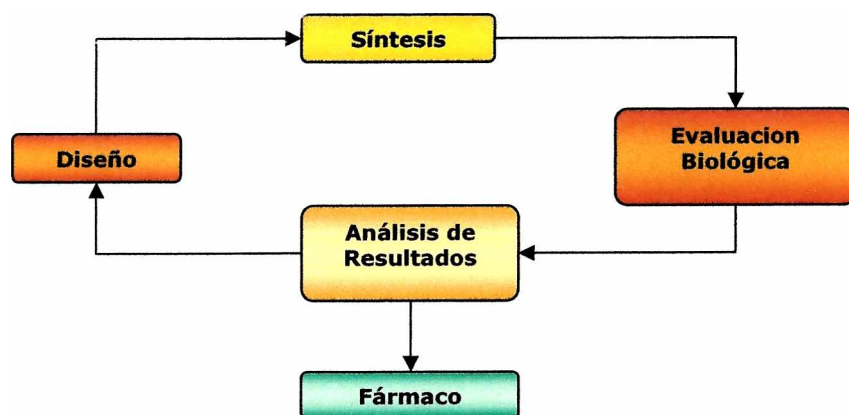 Síntesis
Diseño
Evaluacion
Biológica
Análisis de
Resultados
Fármaco